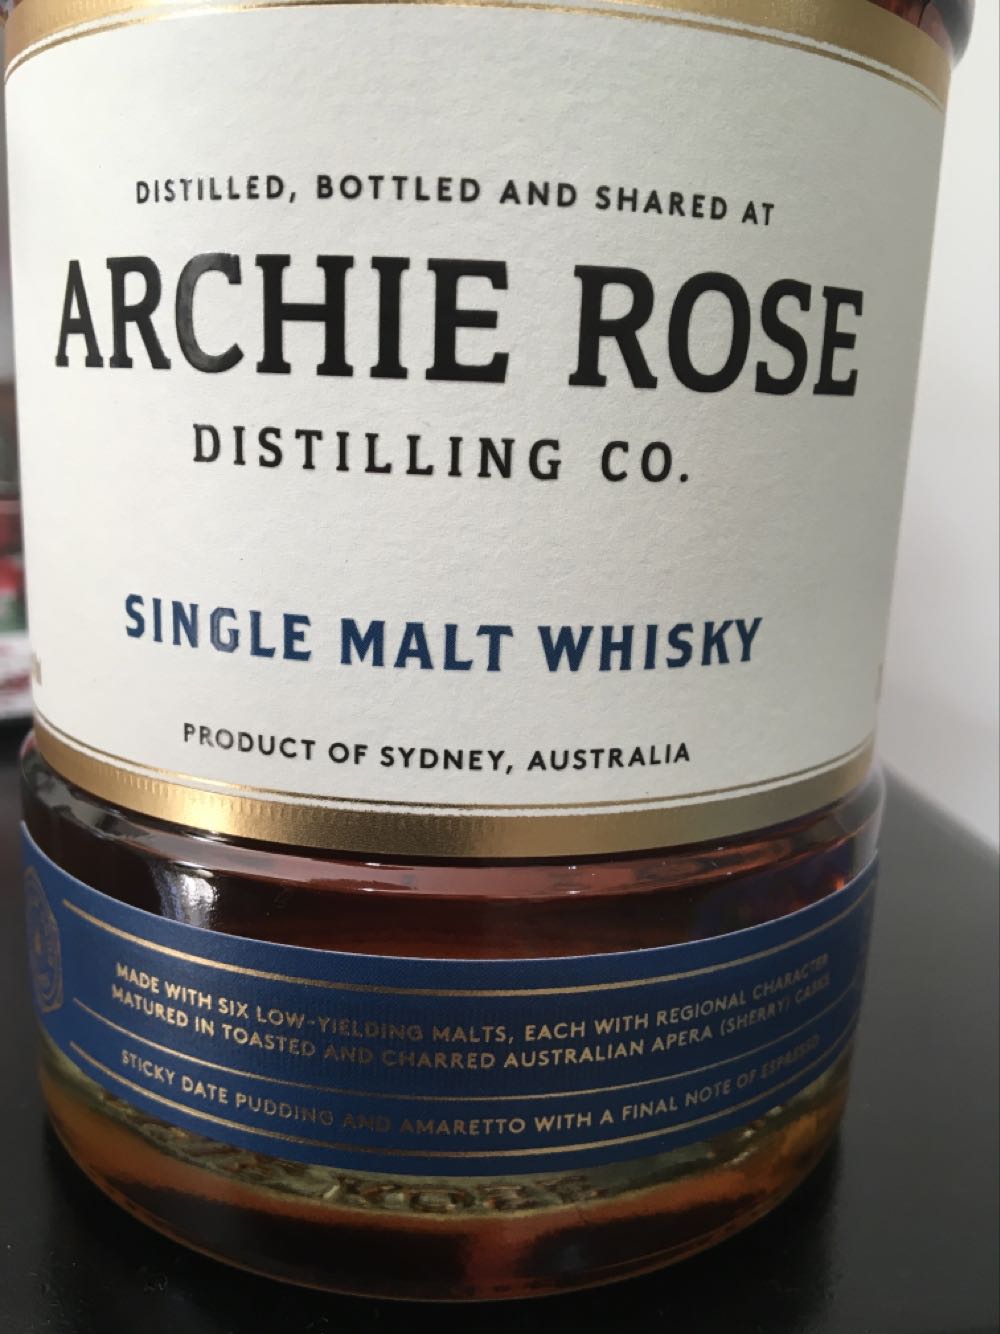 DISTILLED, BOTTLED AND SHARED AT
ARCHIE ROSE
DISTILLING CO.
SINGLE MALT WHISKY
PRODUCT OF SYDNEY, AUSTRALIA
MADE WITH SIX LOW-YIELDING MALTS, EACH WITH REGIONAL CHARACTER
MATURED IN TOASTED AND CHARRED AUSTRALIAN APERA (SHERRY) CASKS
STICKY DATE PUDDING AND AMARETTO WITH A FINAL NOTE OF ESPRESSO
ROSE